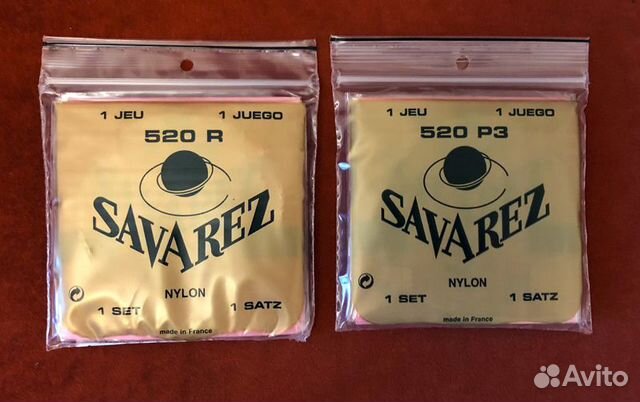 1 JEU 1 JUEGO
520 R
SAVAREZ
NYLON
1 SET 1 SATZ
made in France
1 JEU 1 JUEGO
520 P3
SAVAREZ
NYLON
1 SET 1 SATZ
made in France
Avito